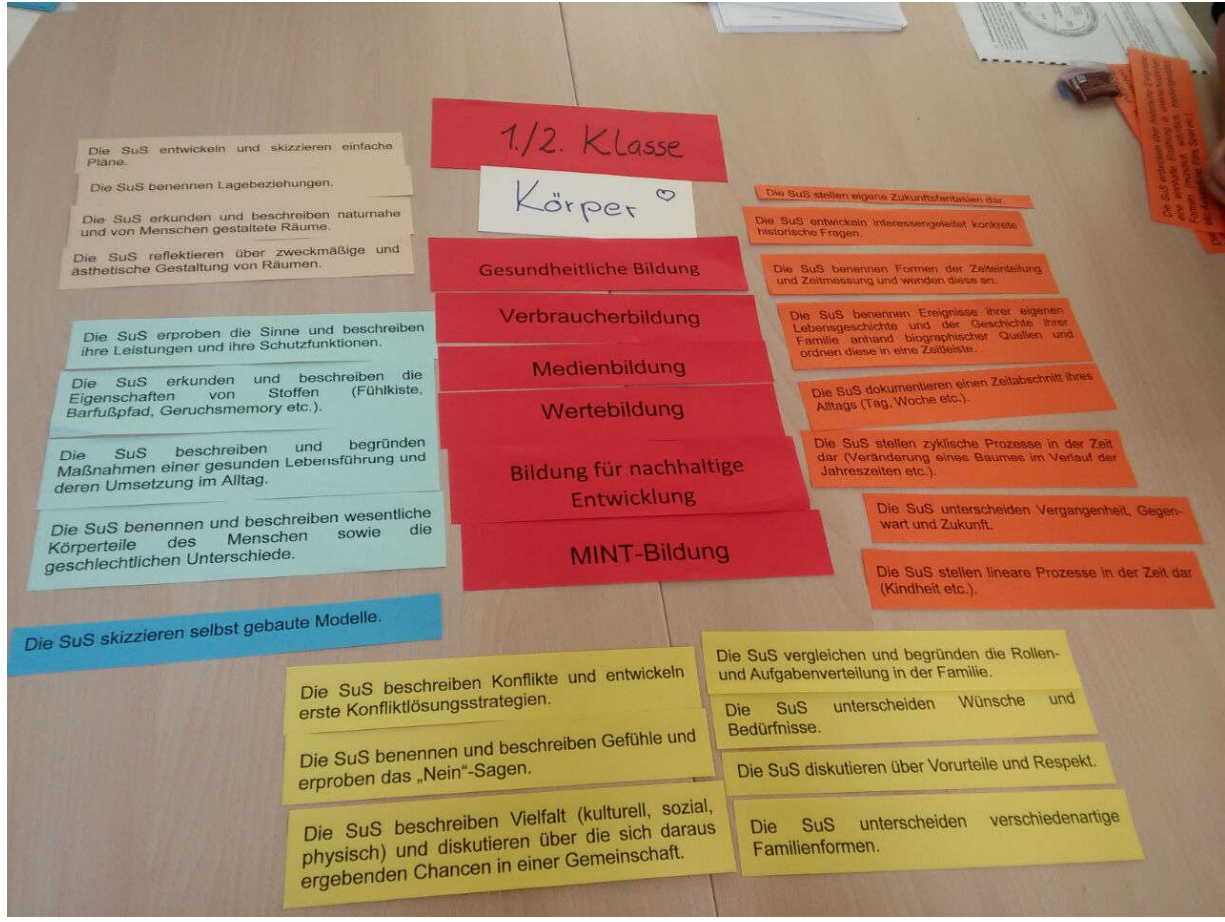 1./2. Klasse
Körper
Gesundheitliche Bildung
Verbraucherbildung
Medienbildung
Wertebildung
Bildung für nachhaltige
Entwicklung
MINT-Bildung
Die SuS entwickeln und skizzieren einfache
Pläne.
Die SuS benennen Lagebeziehungen.
Die SuS erkunden und beschreiben naturnahe
und von Menschen gestaltete Räume.
Die SuS reflektieren über zweckmäßige und
ästhetische Gestaltung von Räumen.
Die SuS erproben die Sinne und beschreiben
ihre Leistungen und ihre Schutzfunktionen.
Die SuS erkunden und beschreiben die
Eigenschaften von Stoffen (Fühlkiste,
Barfußpfad, Geruchsmemory etc.).
Die SuS beschreiben und begründen
Maßnahmen einer gesunden Lebensführung und
deren Umsetzung im Alltag.
Die SuS benennen und beschreiben wesentliche
Körperteile des Menschen sowie die
geschlechtlichen Unterschiede.
Die SuS skizzieren selbst gebaute Modelle.
Die SuS stellen eigene Zukunftsfantasien dar.
Die SuS entwickeln interessengeleitet konkrete
historische Fragen.
Die SuS benennen Formen der Zeiteinteilung
und Zeitmessung und wenden diese an.
Die SuS benennen Ereignisse ihrer eigenen
Lebensgeschichte und der Geschichte ihrer
Familie anhand biographischer Quellen und
ordnen diese in eine Zeitleiste.
Die SuS dokumentieren einen Zeitabschnitt ihres
Alltags (Tag, Woche etc.).
Die SuS stellen zyklische Prozesse in der Zeit
dar (Veränderung eines Baumes im Verlauf der
Jahreszeiten etc.).
Die SuS unterscheiden Vergangenheit, Gegen-
wart und Zukunft.
Die SuS stellen lineare Prozesse in der Zeit dar
(Kindheit etc.).
Die SuS beschreiben Konflikte und entwickeln
erste Konfliktlösungsstrategien.
Die SuS benennen und beschreiben Gefühle und
erproben das „Nein“-Sagen.
Die SuS beschreiben Vielfalt (kulturell, sozial,
physisch) und diskutieren über die sich daraus
ergebenden Chancen in einer Gemeinschaft.
Die SuS vergleichen und begründen die Rollen-
und Aufgabenverteilung in der Familie.
Die SuS unterscheiden Wünsche und
Bedürfnisse.
Die SuS diskutieren über Vorurteile und Respekt.
Die SuS unterscheiden verschiedenartige
Familienformen.